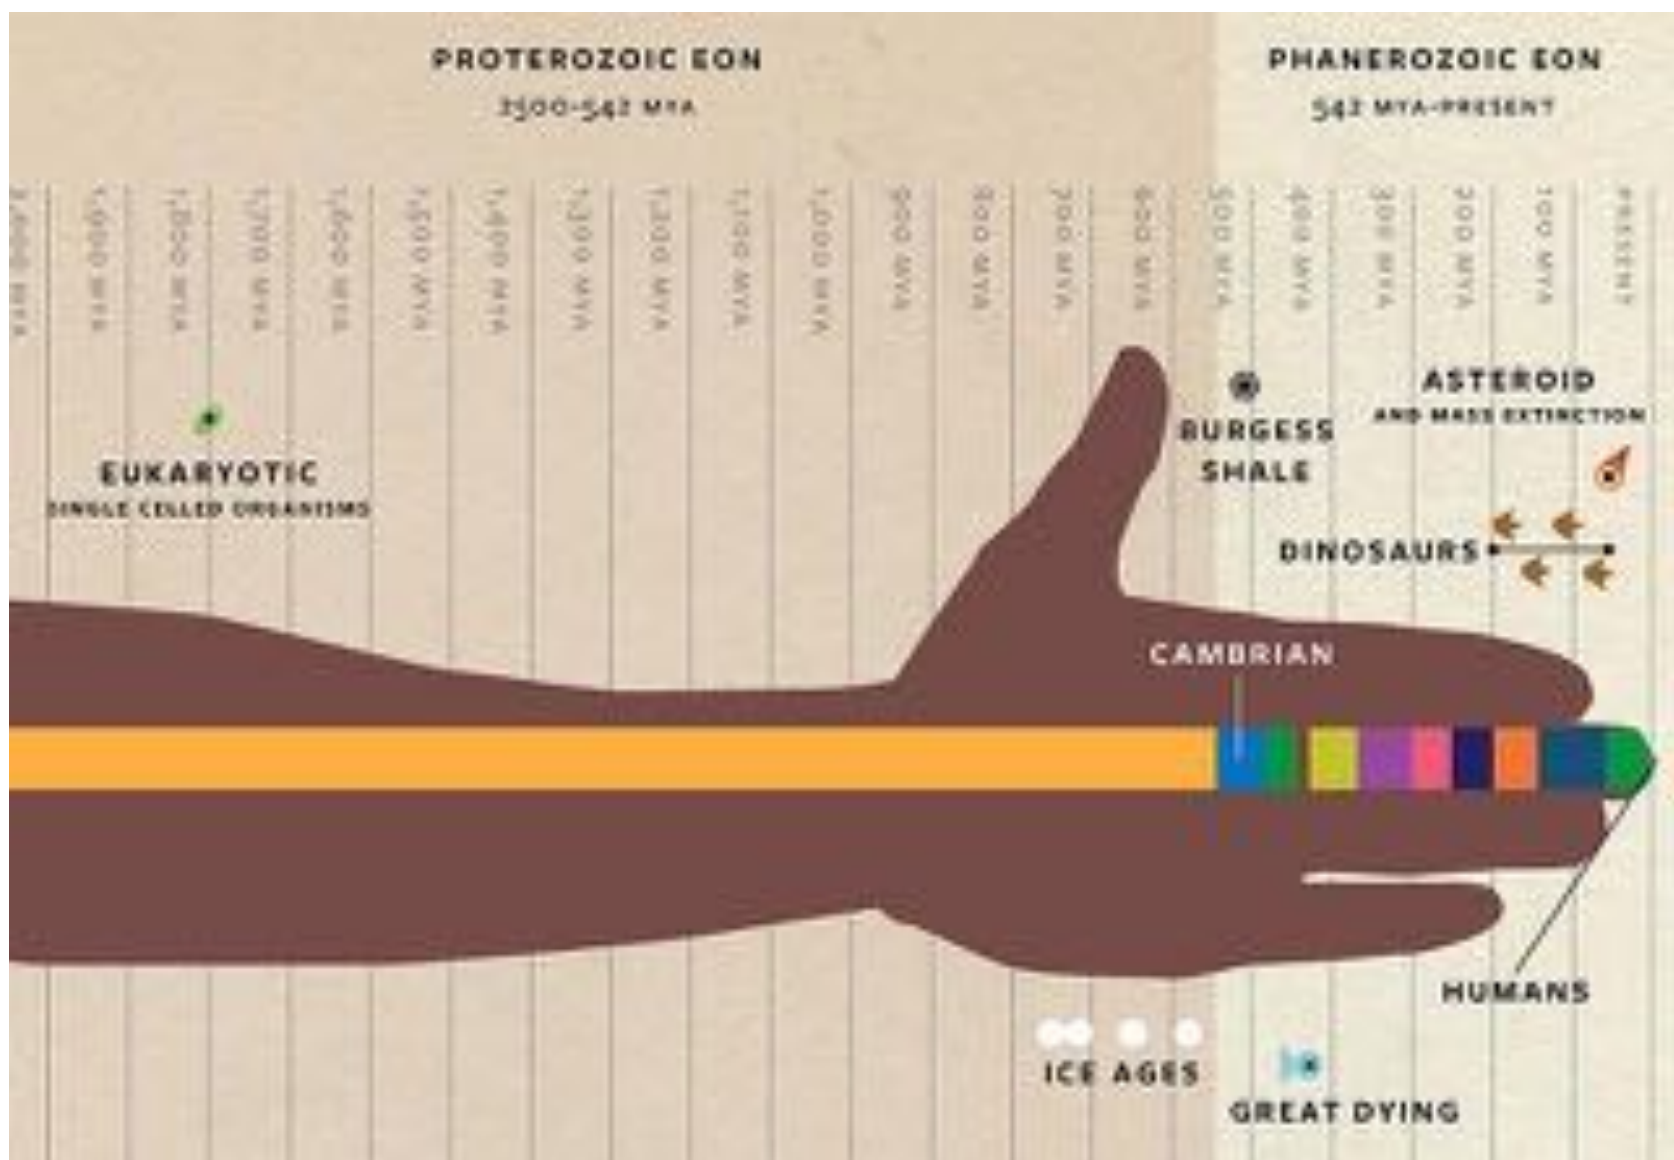 PROTEROZOIC EON
2500-542 MYA
PHANEROZOIC EON
542 MYA-PRESENT
1,900 MYA
1,800 MYA
1,700 MYA
1,600 MYA
1,500 MYA
1,400 MYA
1,300 MYA
1,200 MYA
1,100 MYA
1,000 MYA
900 MYA
800 MYA
700 MYA
600 MYA
500 MYA
400 MYA
300 MYA
200 MYA
100 MYA
PRESENT
EUKARYOTIC
SINGLE CELLED ORGANISMS
BURGESS
SHALE
ASTEROID
AND MASS EXTINCTION
DINOSAURS
CAMBRIAN
HUMANS
ICE AGES
GREAT DYING